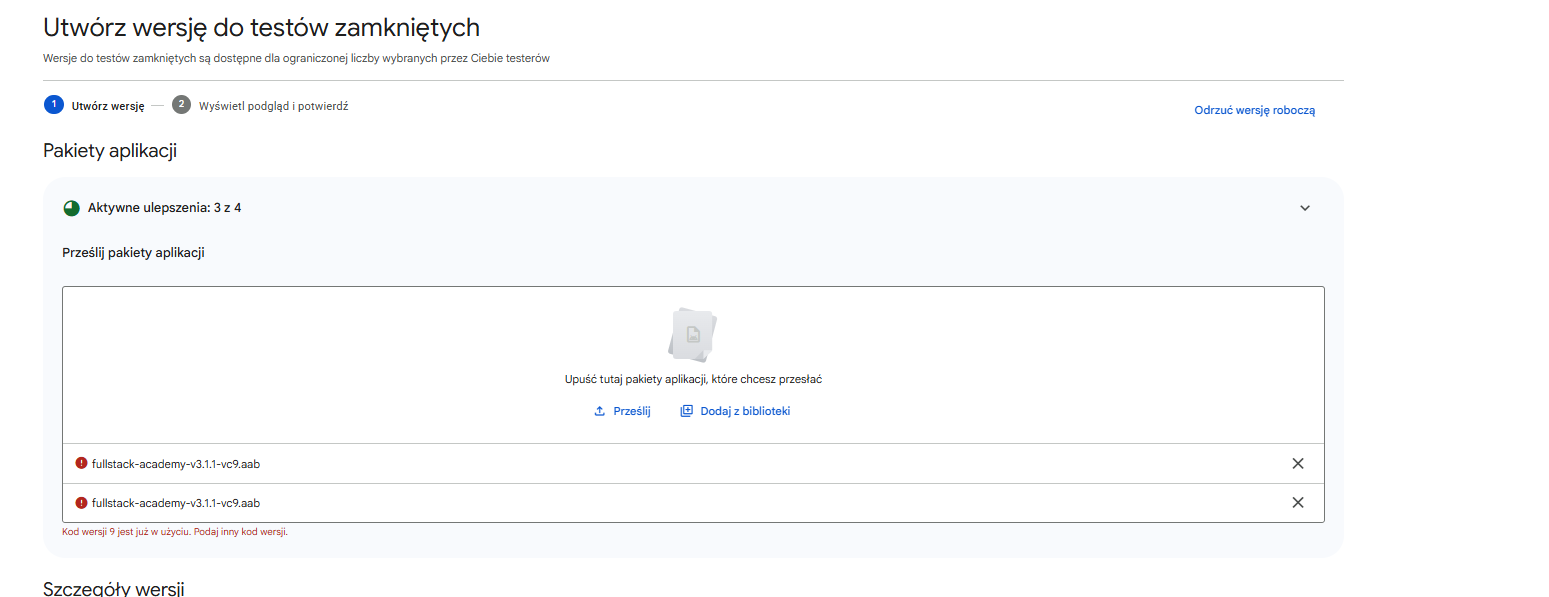 Utwórz wersję do testów zamkniętych
Wersje do testów zamkniętych są dostępne dla ograniczonej liczby wybranych przez Ciebie testerów
1 Utwórz wersję — 2 Wyświetl podgląd i potwierdź
Odrzuć wersję roboczą
Pakiety aplikacji
Aktywne ulepszenia: 3 z 4
Prześlij pakiety aplikacji
Upuść tutaj pakiety aplikacji, które chcesz przesłać
Prześlij Dodaj z biblioteki
fullstack-academy-v3.1.1-vc9.aab
fullstack-academy-v3.1.1-vc9.aab
Kod wersji 9 jest już w użyciu. Podaj inny kod wersji.
Szczegóły wersji